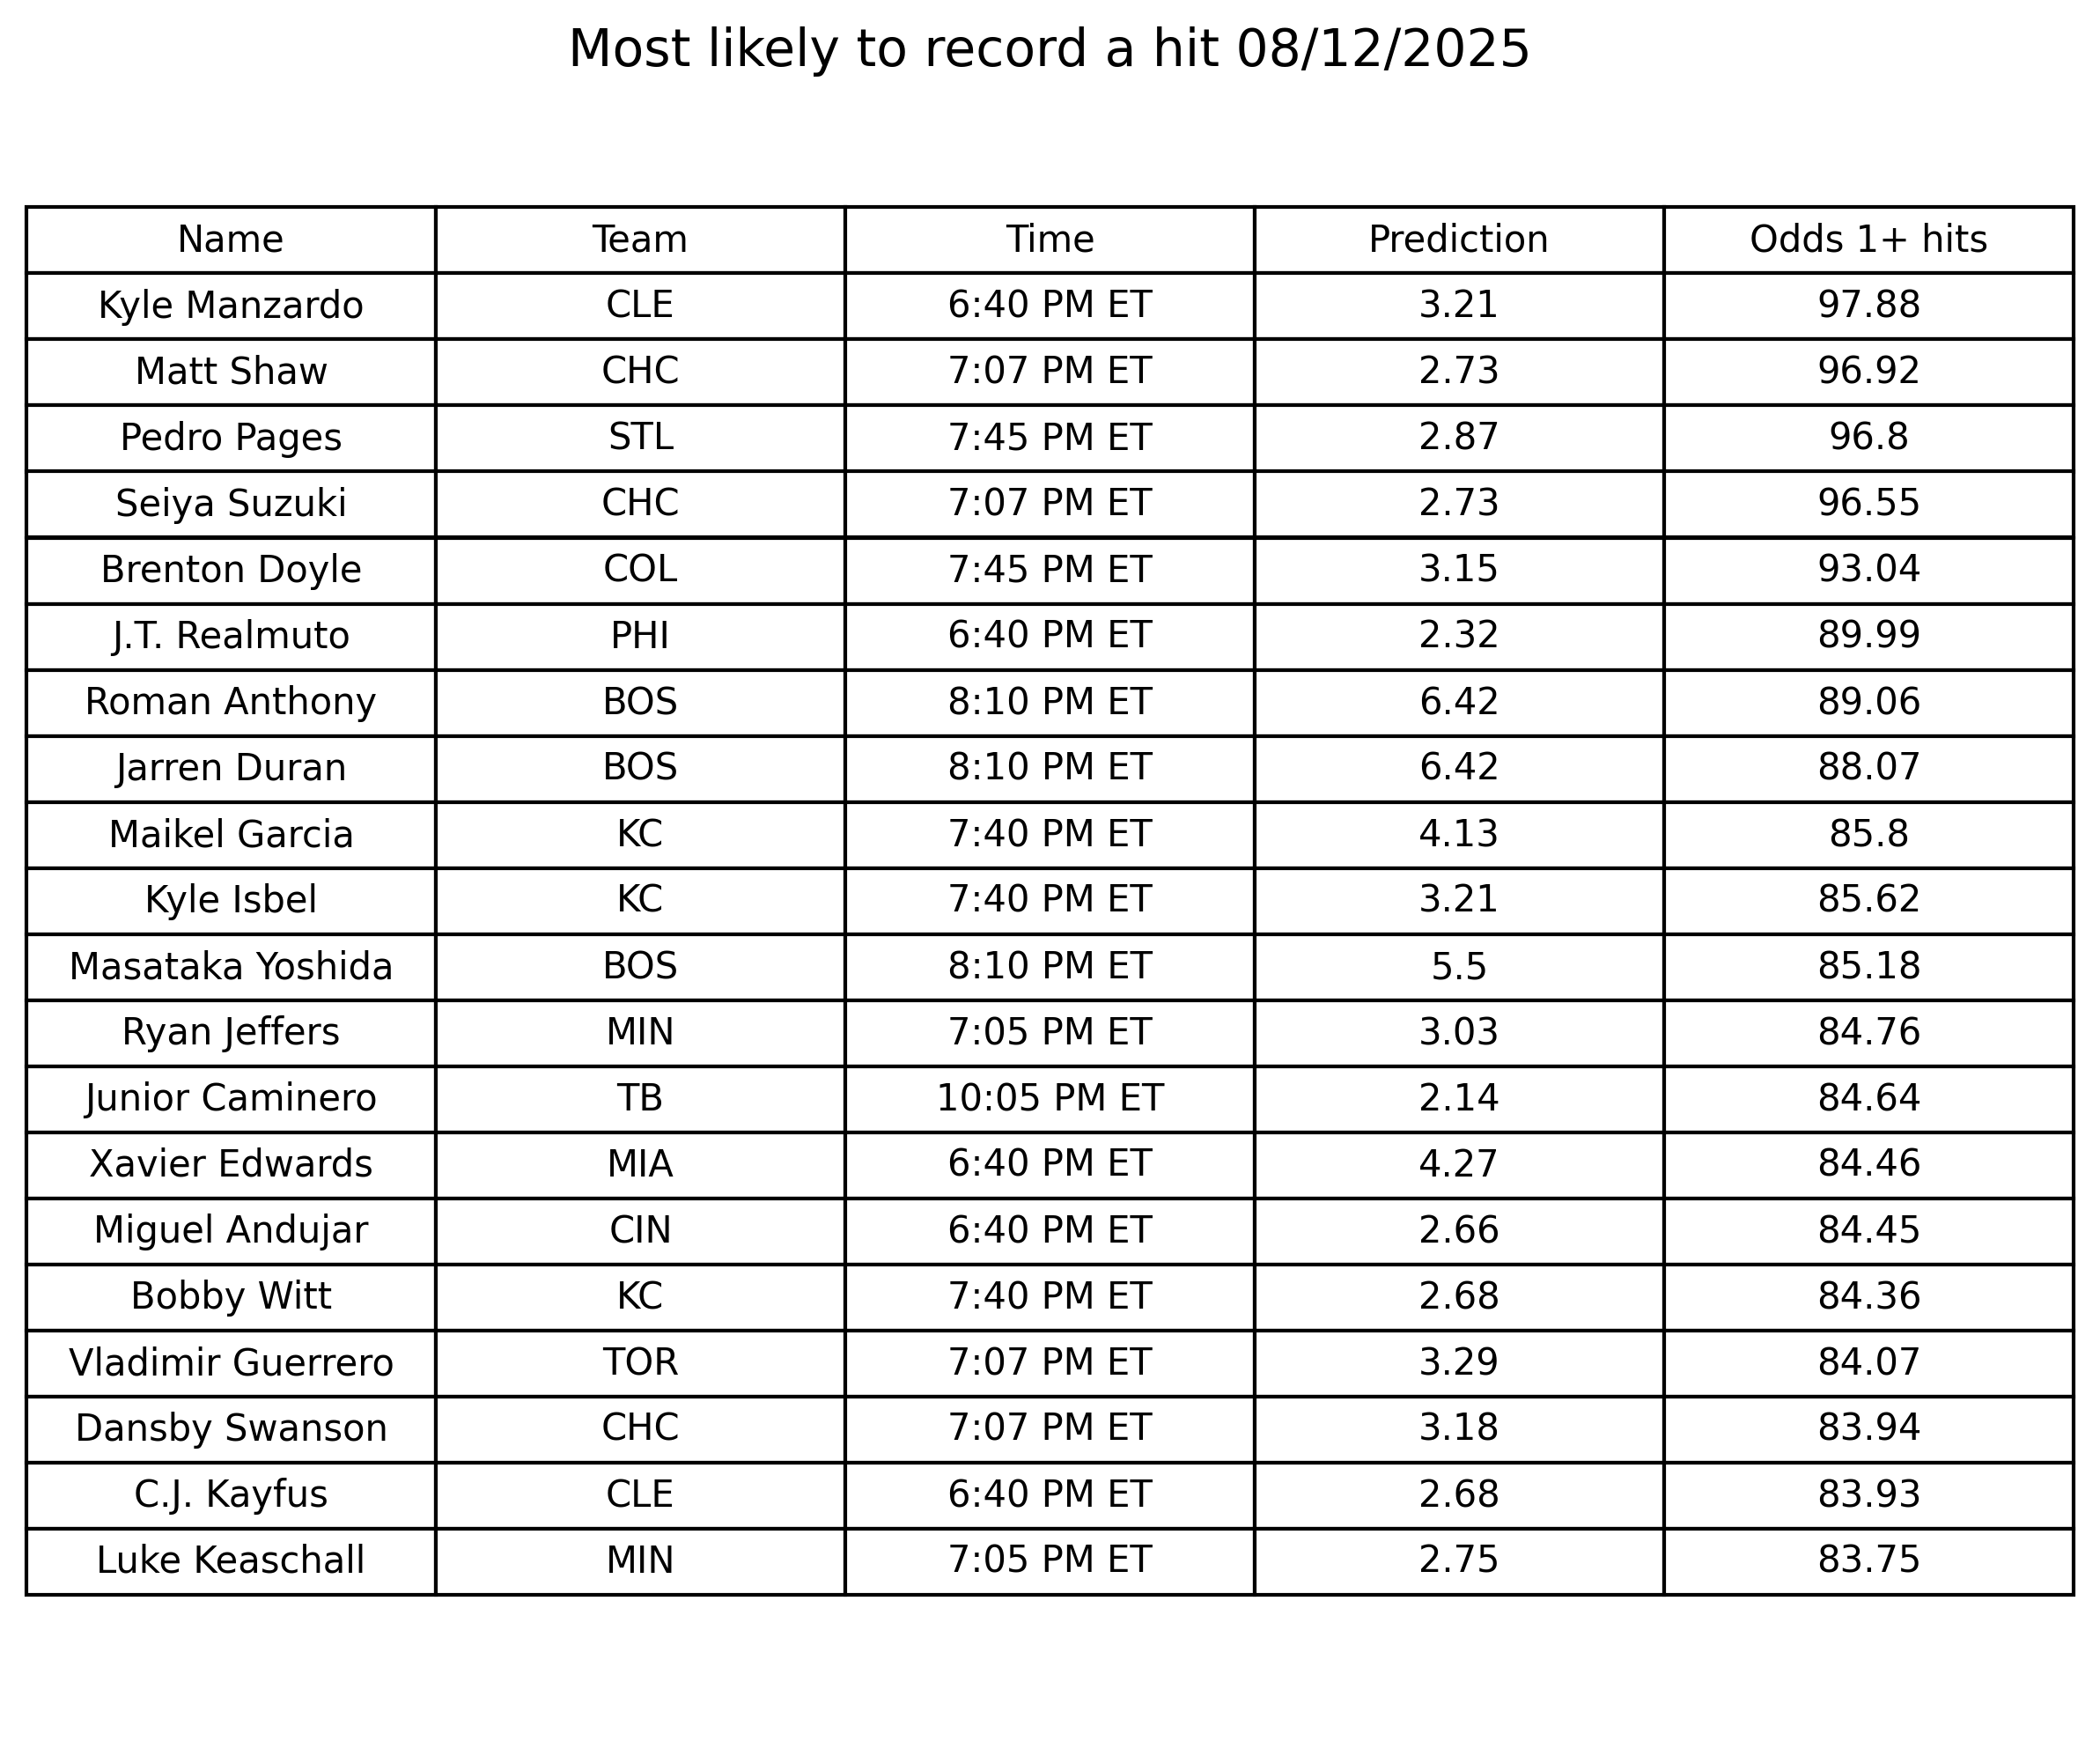 Most likely to record a hit 08/12/2025
Name Team Time Prediction Odds 1+ hits
Kyle Manzardo CLE 6:40 PM ET 3.21 97.88
Matt Shaw CHC 7:07 PM ET 2.73 96.92
Pedro Pages STL 7:45 PM ET 2.87 96.8
Seiya Suzuki CHC 7:07 PM ET 2.73 96.55
Brenton Doyle COL 7:45 PM ET 3.15 93.04
J.T. Realmuto PHI 6:40 PM ET 2.32 89.99
Roman Anthony BOS 8:10 PM ET 6.42 89.06
Jarren Duran BOS 8:10 PM ET 6.42 88.07
Maikel Garcia KC 7:40 PM ET 4.13 85.8
Kyle Isbel KC 7:40 PM ET 3.21 85.62
Masataka Yoshida BOS 8:10 PM ET 5.5 85.18
Ryan Jeffers MIN 7:05 PM ET 3.03 84.76
Junior Caminero TB 10:05 PM ET 2.14 84.64
Xavier Edwards MIA 6:40 PM ET 4.27 84.46
Miguel Andujar CIN 6:40 PM ET 2.66 84.45
Bobby Witt KC 7:40 PM ET 2.68 84.36
Vladimir Guerrero TOR 7:07 PM ET 3.29 84.07
Dansby Swanson CHC 7:07 PM ET 3.18 83.94
C.J. Kayfus CLE 6:40 PM ET 2.68 83.93
Luke Keaschall MIN 7:05 PM ET 2.75 83.75